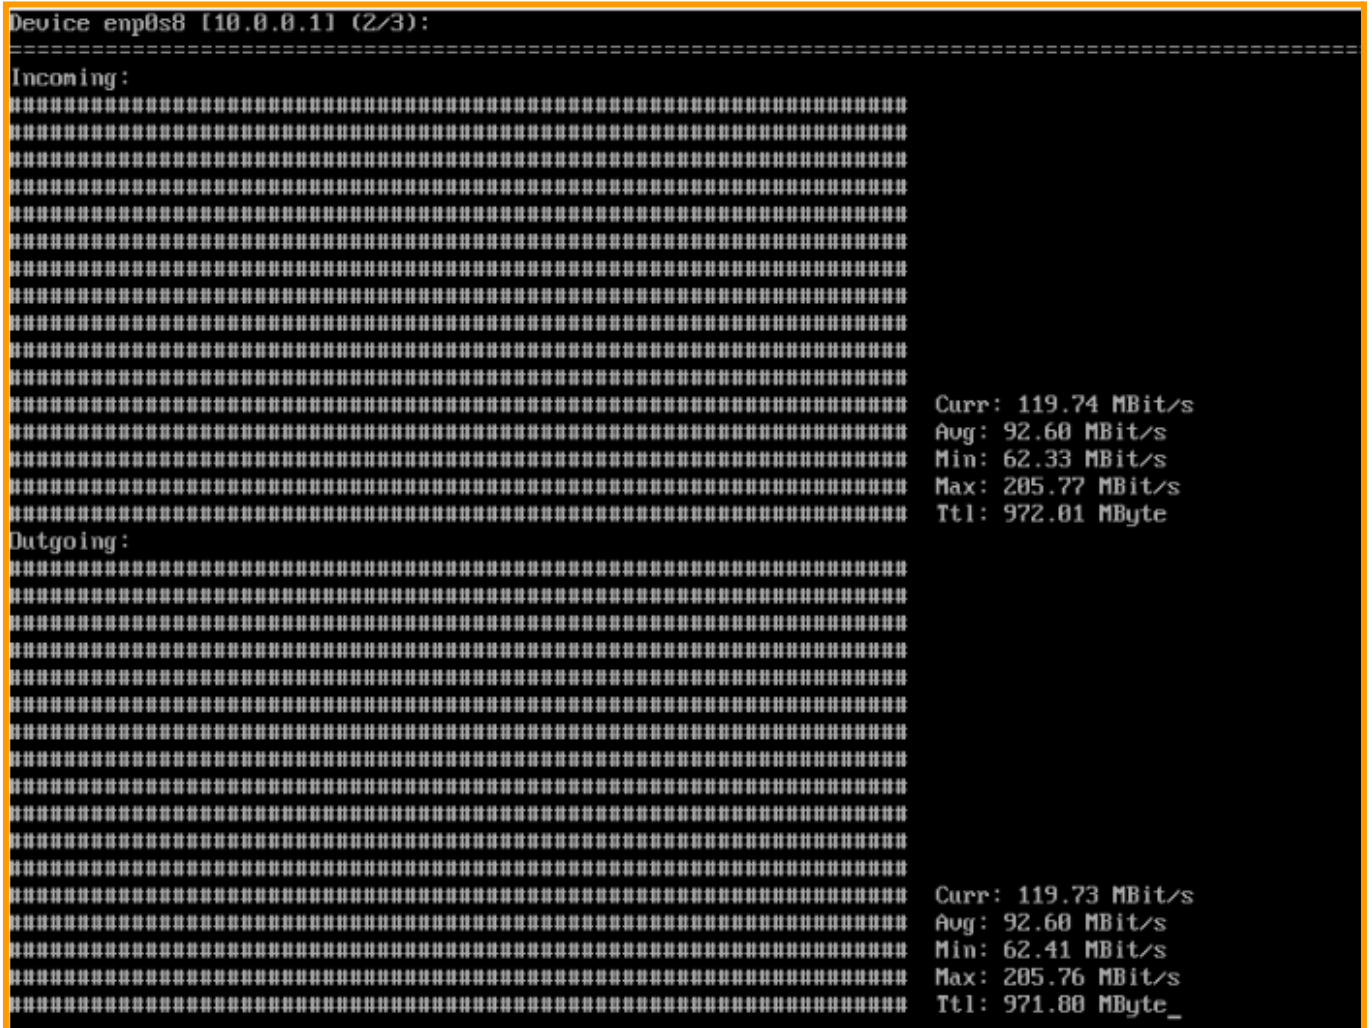 Device enp0s8 [10.0.0.1] (2/3):
===================================================================================================
Incoming:
##################################################################
##################################################################
##################################################################
##################################################################
##################################################################
##################################################################
##################################################################
##################################################################
##################################################################
##################################################################
##################################################################
##################################################################  Curr: 119.74 MBit/s
##################################################################  Avg: 92.60 MBit/s
##################################################################  Min: 62.33 MBit/s
##################################################################  Max: 205.77 MBit/s
##################################################################  Ttl: 972.01 MByte
Outgoing:
##################################################################
##################################################################
##################################################################
##################################################################
##################################################################
##################################################################
##################################################################
##################################################################
##################################################################
##################################################################
##################################################################
##################################################################
##################################################################  Curr: 119.73 MBit/s
##################################################################  Avg: 92.60 MBit/s
##################################################################  Min: 62.41 MBit/s
##################################################################  Max: 205.76 MBit/s
##################################################################  Ttl: 971.80 MByte_